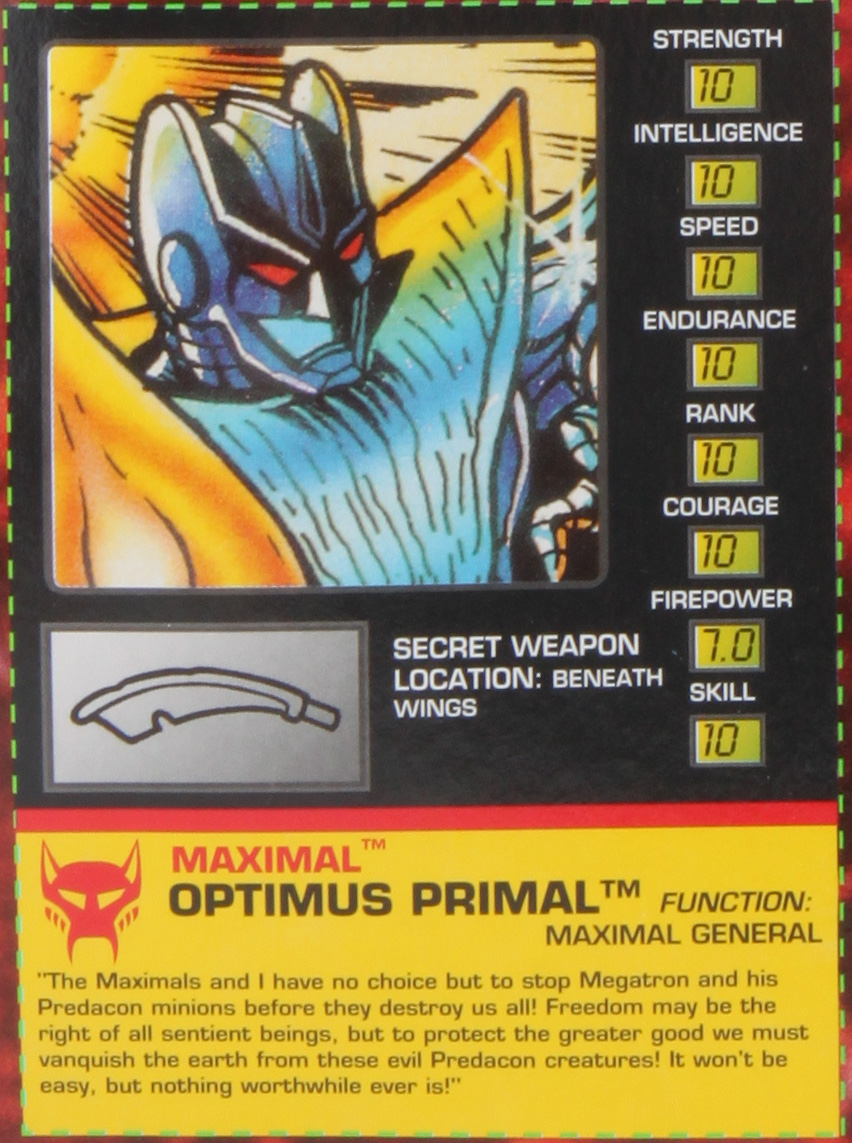 STRENGTH
10
INTELLIGENCE
10
SPEED
10
ENDURANCE
10
RANK
10
COURAGE
10
FIREPOWER
7.0
SKILL
10
SECRET WEAPON
LOCATION: BENEATH
WINGS
MAXIMAL™
OPTIMUS PRIMAL™ FUNCTION:
MAXIMAL GENERAL
"The Maximals and I have no choice but to stop Megatron and his
Predacon minions before they destroy us all! Freedom may be the
right of all sentient beings, but to protect the greater good we must
vanquish the earth from these evil Predacon creatures! It won't be
easy, but nothing worthwhile ever is!"